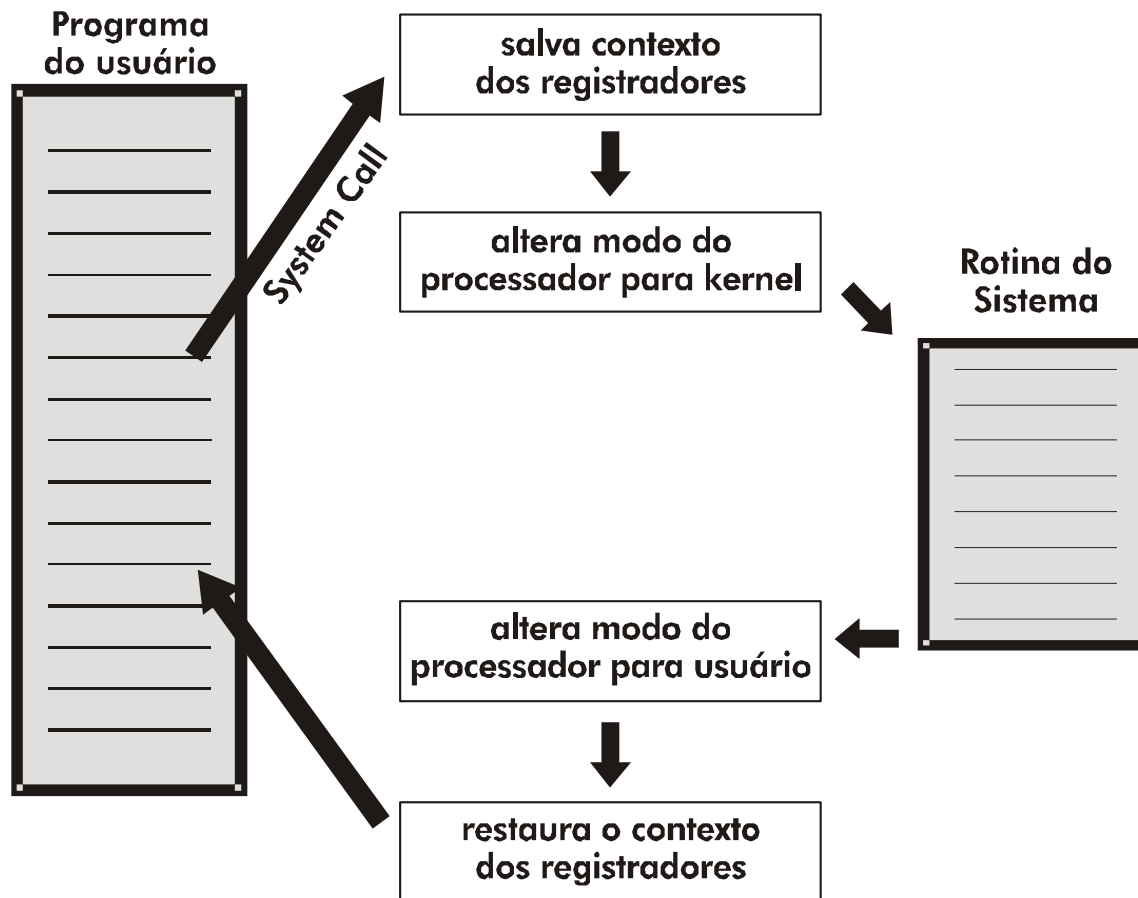 Programa
do usuário
salva contexto
dos registradores
System Call
altera modo do
processador para kernel
Rotina do
Sistema
altera modo do
processador para usuário
restaura o contexto
dos registradores